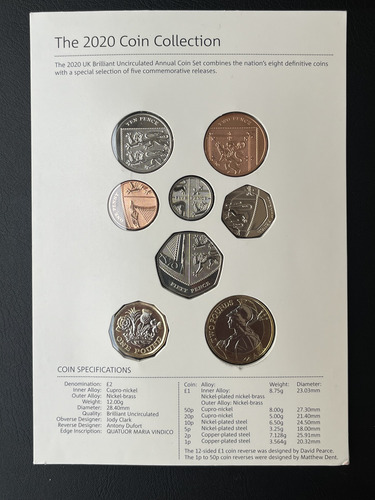 The 2020 Coin Collection
The 2020 UK Brilliant Uncirculated Annual Coin Set combines the nation's eight definitive coins
with a special selection of five commemorative releases.
TEN PENCE
TWO PENCE
FIFTY PENCE
ONE POUND
TWO POUNDS
COIN SPECIFICATIONS
Denomination: £2
Inner Alloy: Cupro-nickel
Outer Alloy: Nickel-brass
Weight: 12.00g
Diameter: 28.40mm
Quality: Brilliant Uncirculated
Obverse Designer: Jody Clark
Reverse Designer: Antony Dufort
Edge Inscription: QUATUOR MARIA VINDICO
Coin: Alloy: Weight: Diameter:
£1 Inner Alloy: 8.75g 23.03mm
Nickel-plated nickel-brass
Outer Alloy: Nickel-brass
50p Cupro-nickel 8.00g 27.30mm
20p Cupro-nickel 5.00g 21.40mm
10p Nickel-plated steel 6.50g 24.50mm
5p Nickel-plated steel 3.25g 18.00mm
2p Copper-plated steel 7.128g 25.91mm
1p Copper-plated steel 3.564g 20.32mm
The 12-sided £1 coin reverse was designed by David Pearce.
The 1p to 50p coin reverses were designed by Matthew Dent.